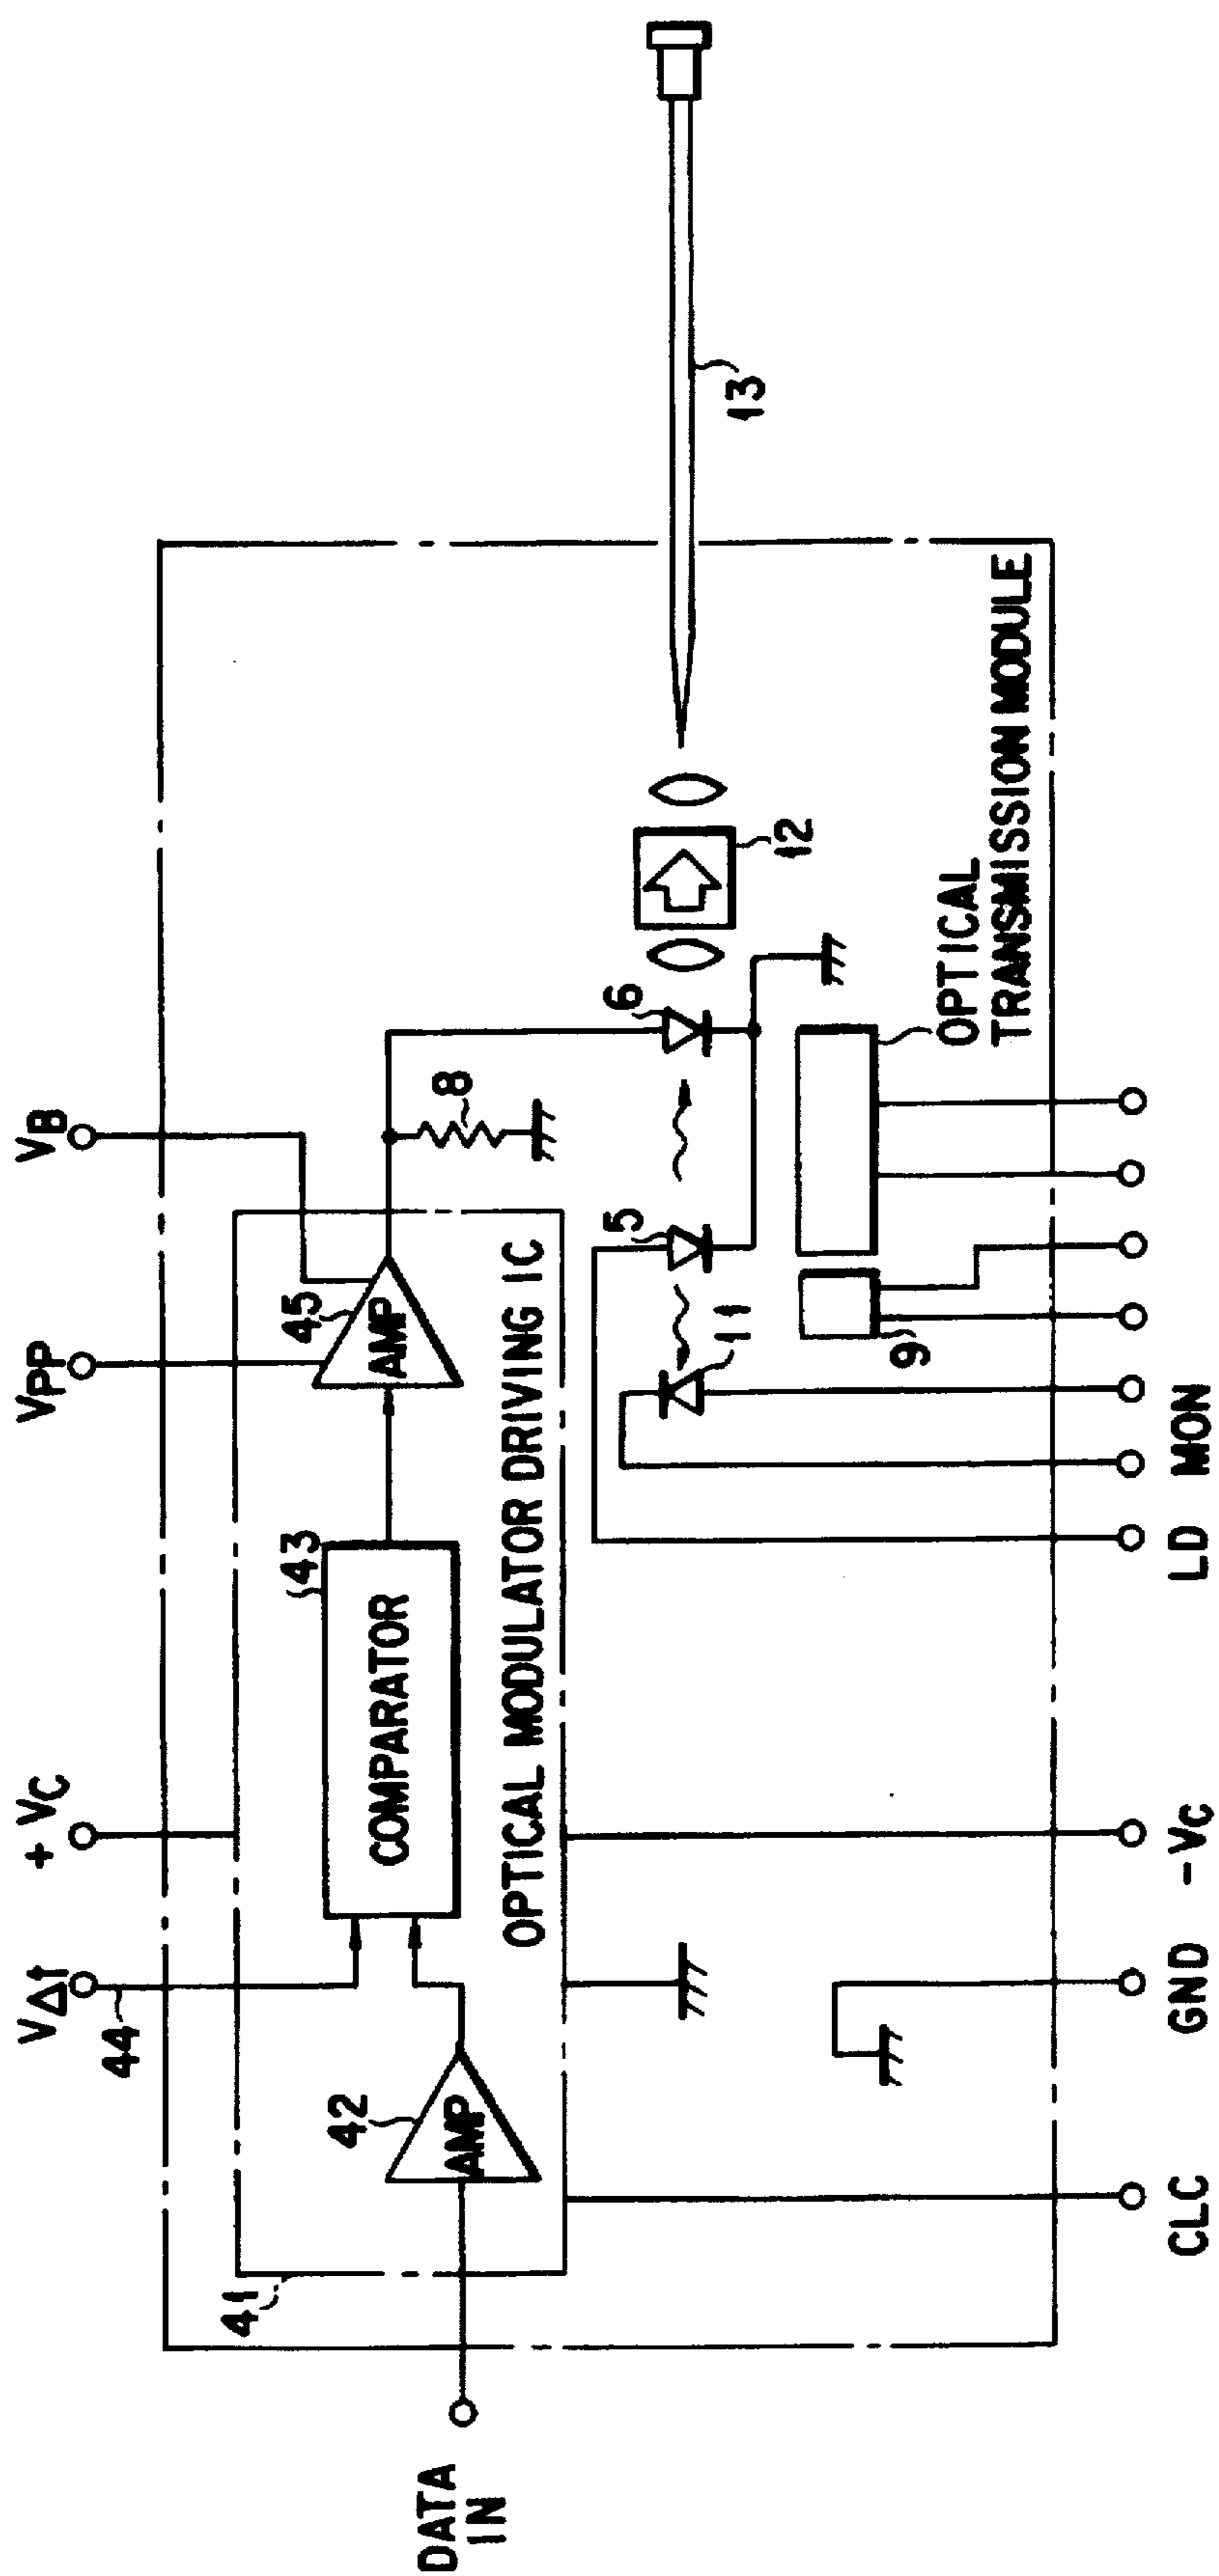 VΔt
+ VC
VPP
VB
44
41
42
AMP
43
COMPARATOR
45
AMP
8
OPTICAL MODULATOR DRIVING IC
DATA
IN
5
6
11
12
13
9
OPTICAL
TRANSMISSION MODULE
CLC
GND
-VC
LD
MON